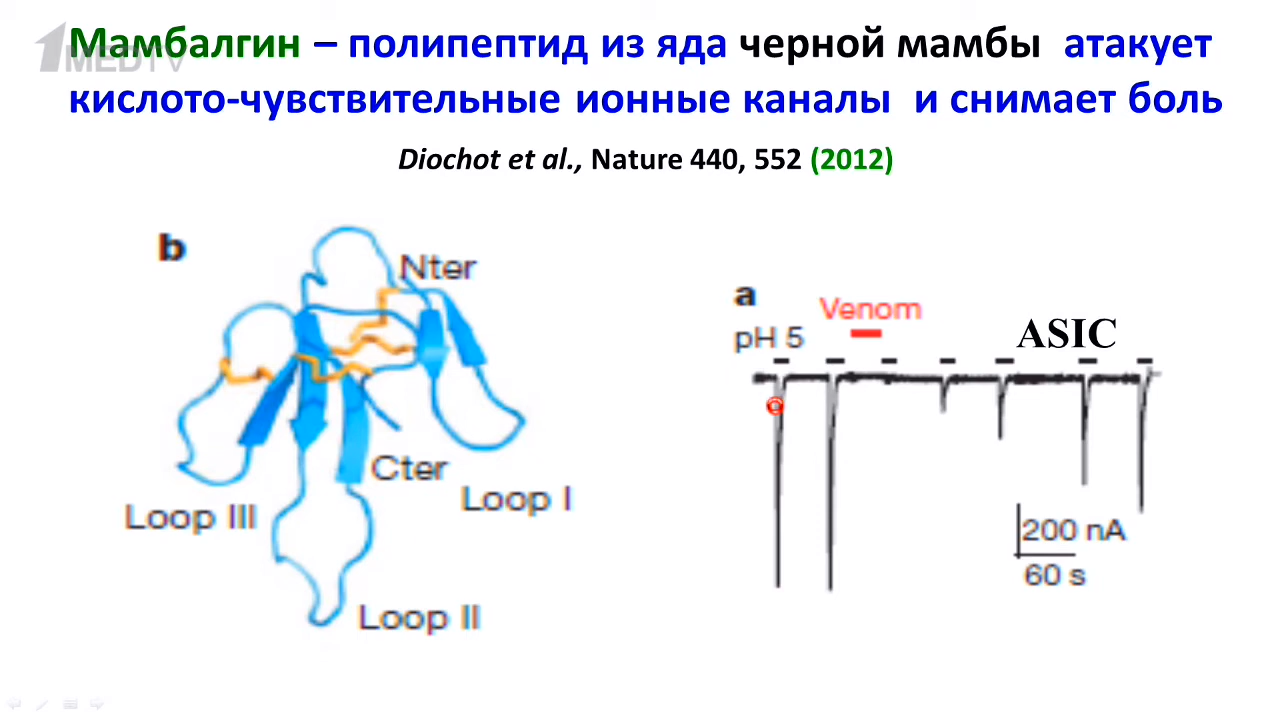 Мамбалгин – полипептид из яда черной мамбы атакует
кислото-чувствительные ионные каналы и снимает боль
1MEDTV
Diochot et al., Nature 440, 552 (2012)
b
Nter
Cter
Loop I
Loop III
Loop II
a
Venom
pH 5
ASIC
200 nA
60 s